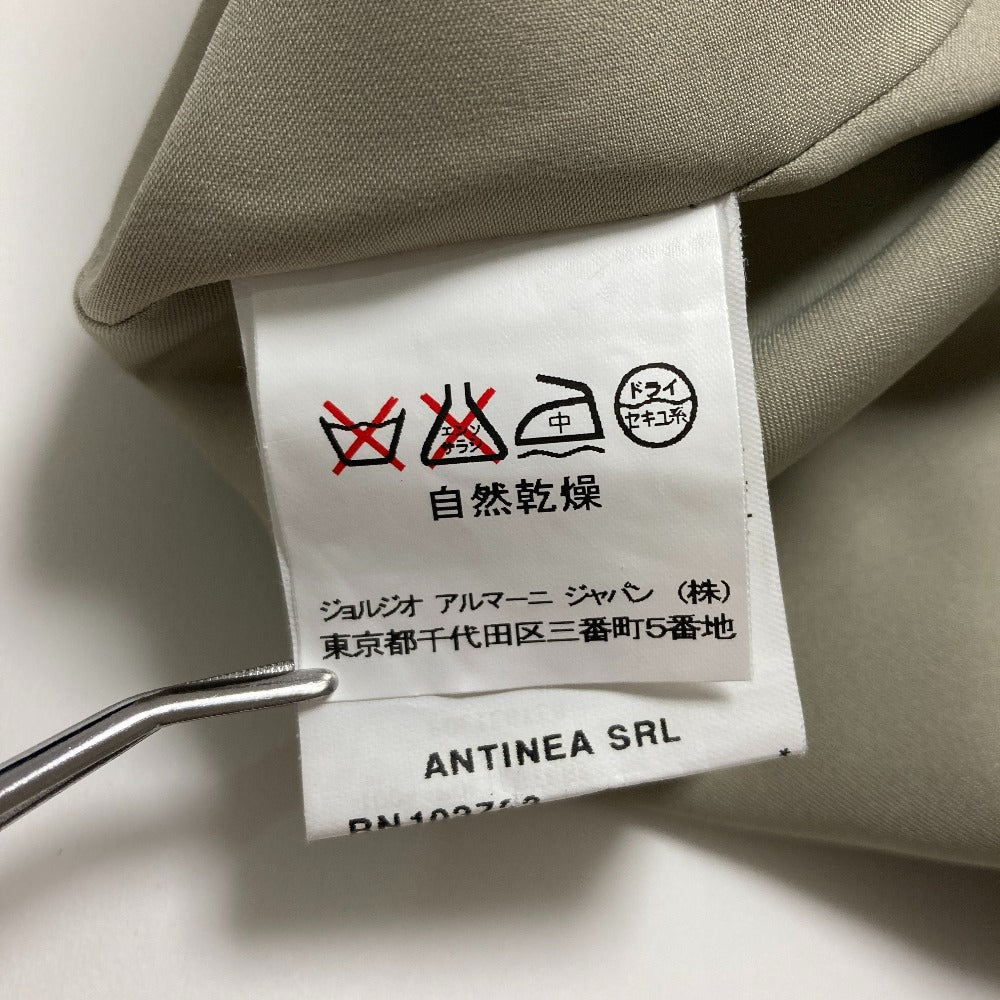 エンソ
サラシ
中
ドライ
セキユ系
自然乾燥
ジョルジオ アルマーニ ジャパン (株)
東京都千代田区三番町5番地
ANTINEA SRL
*